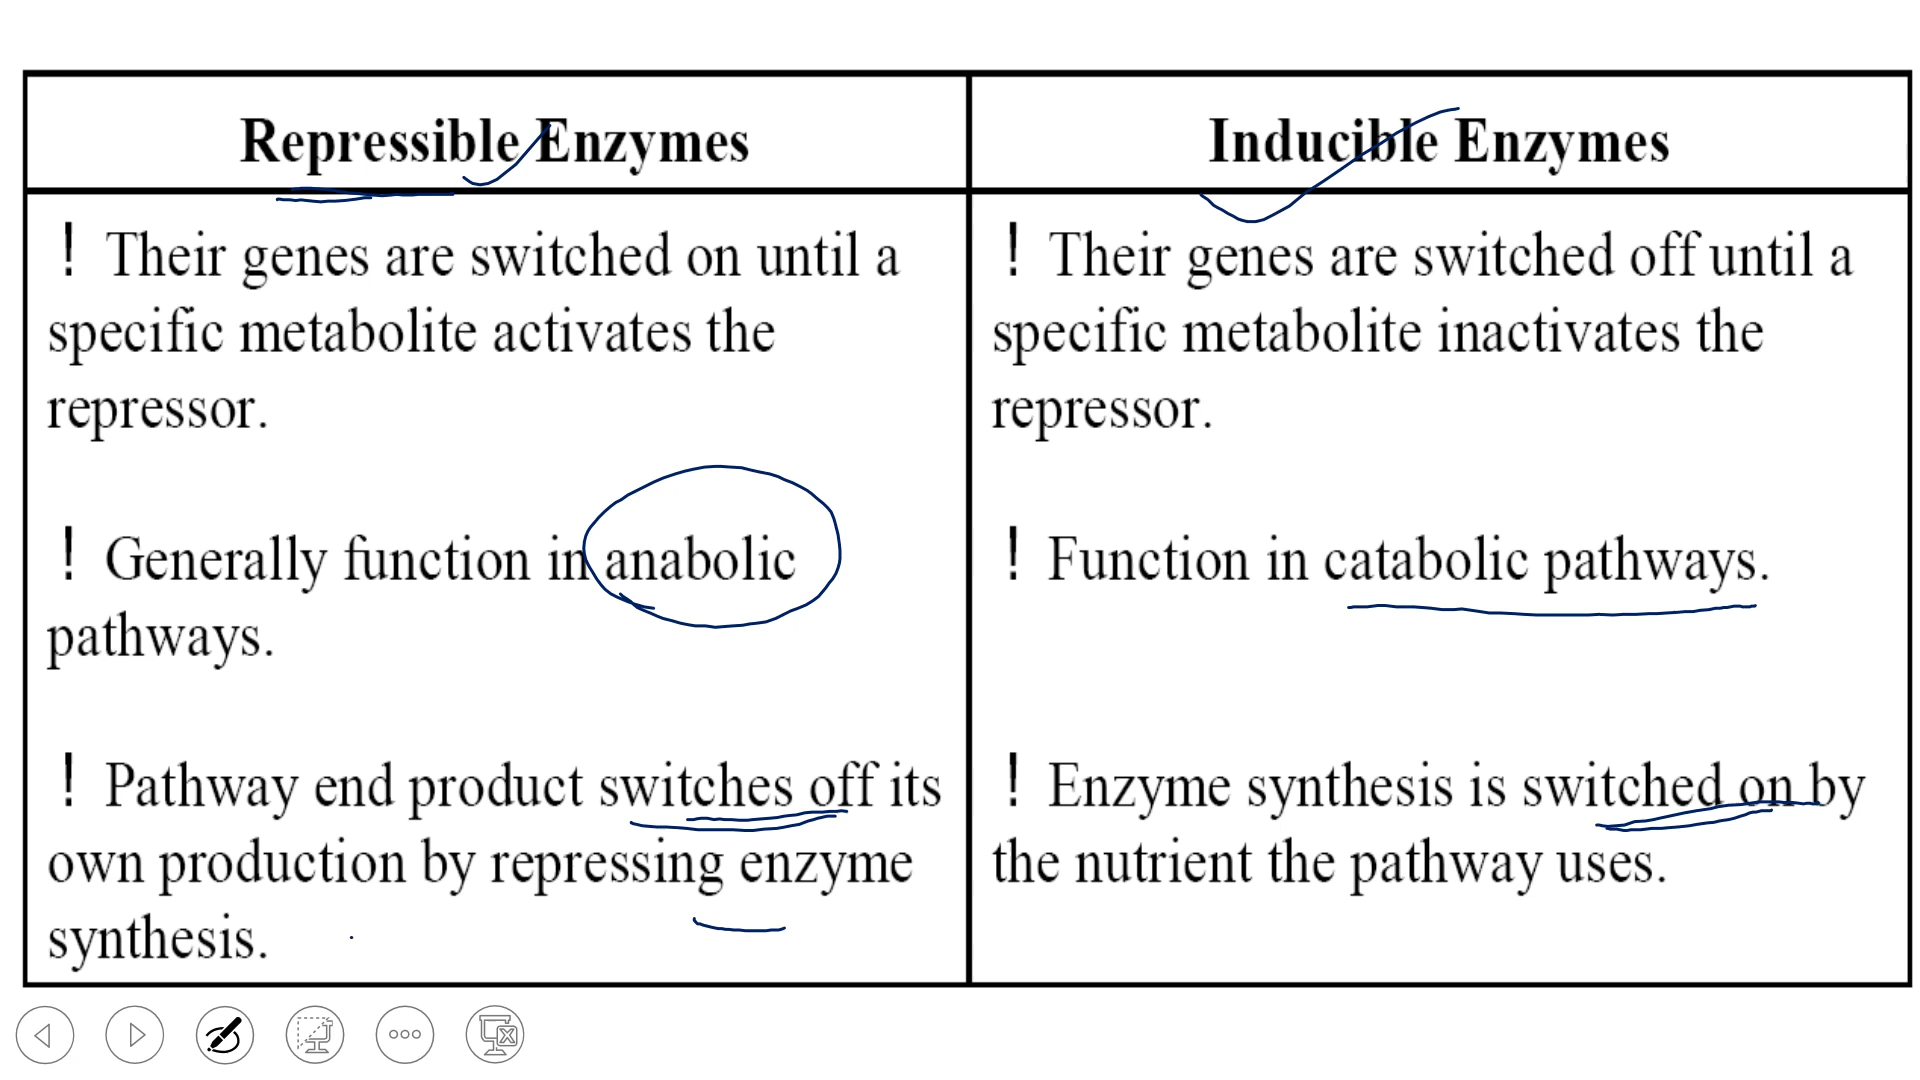 Repressible Enzymes
! Their genes are switched on until a
specific metabolite activates the
repressor.
! Generally function in anabolic
pathways.
! Pathway end product switches off its
own production by repressing enzyme
synthesis.
Inducible Enzymes
! Their genes are switched off until a
specific metabolite inactivates the
repressor.
! Function in catabolic pathways.
! Enzyme synthesis is switched on by
the nutrient the pathway uses.